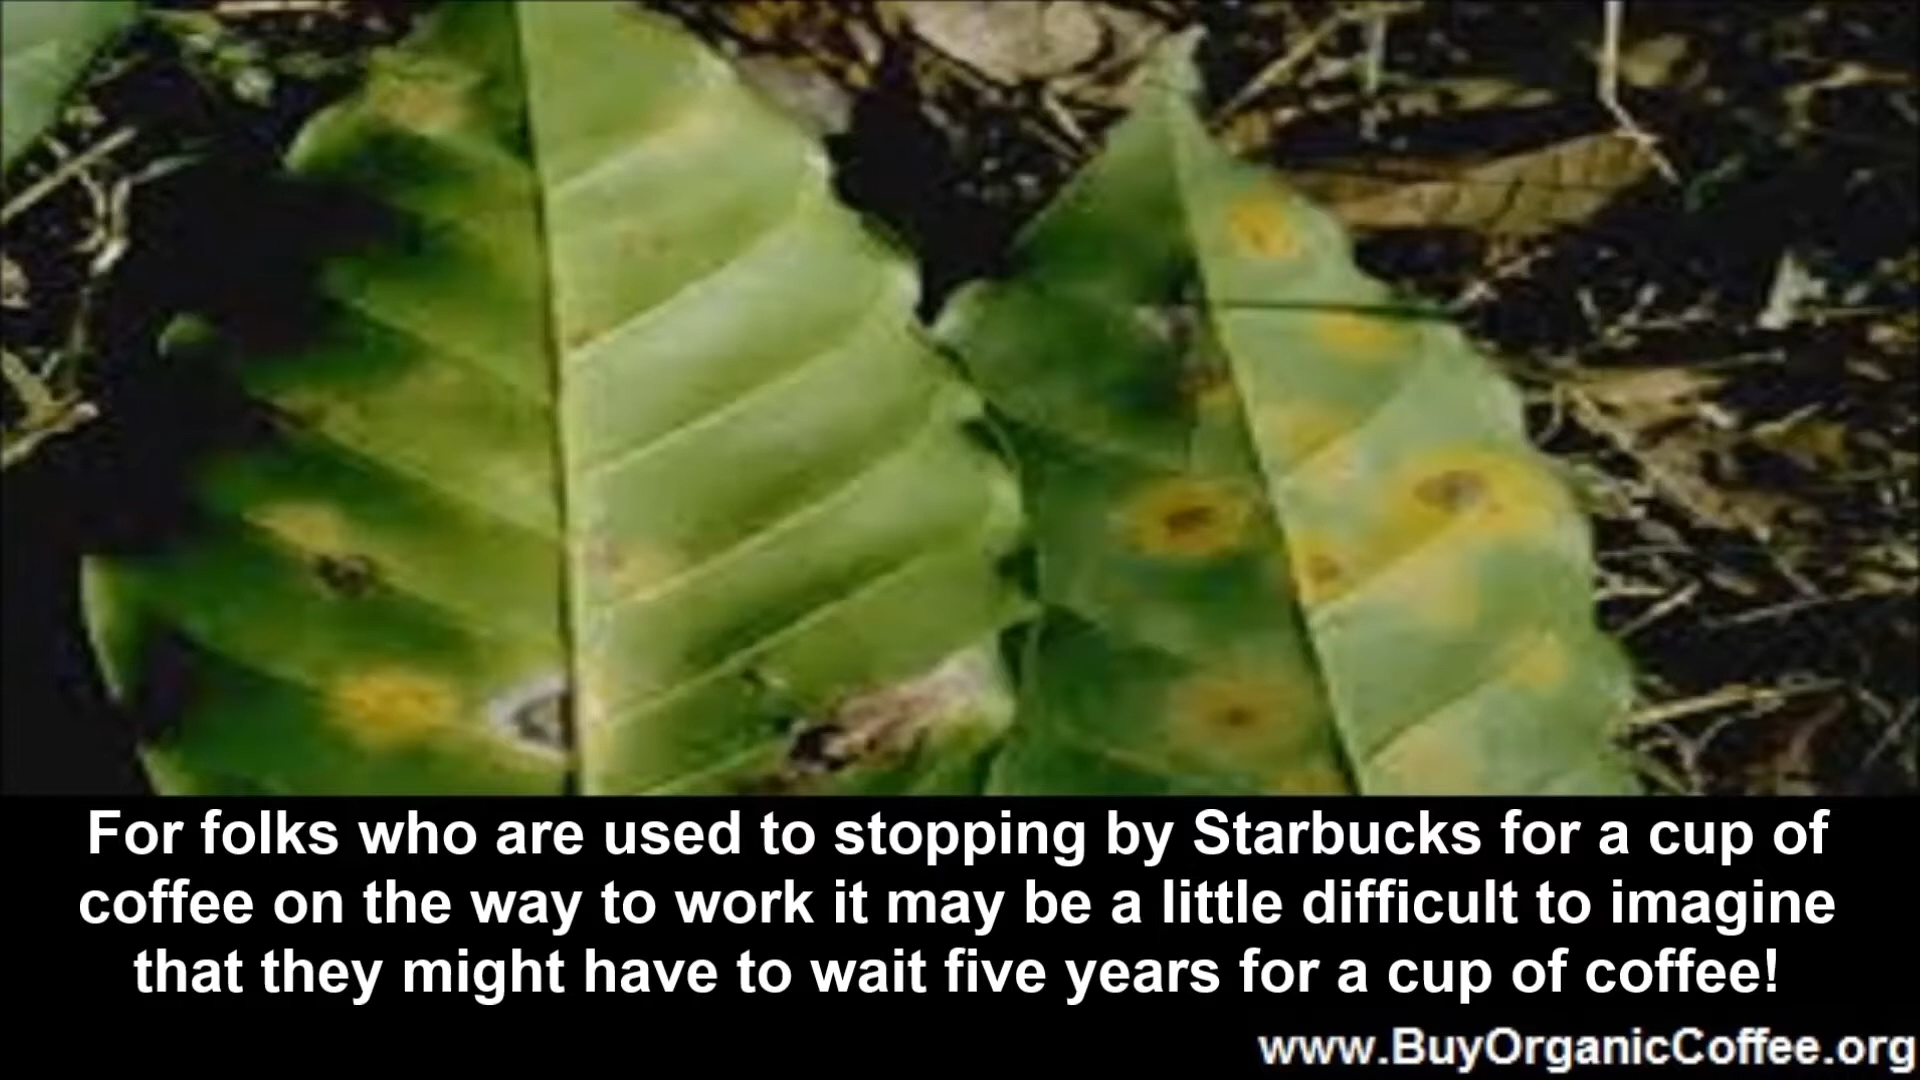 For folks who are used to stopping by Starbucks for a cup of
coffee on the way to work it may be a little difficult to imagine
that they might have to wait five years for a cup of coffee!
www.BuyOrganicCoffee.org